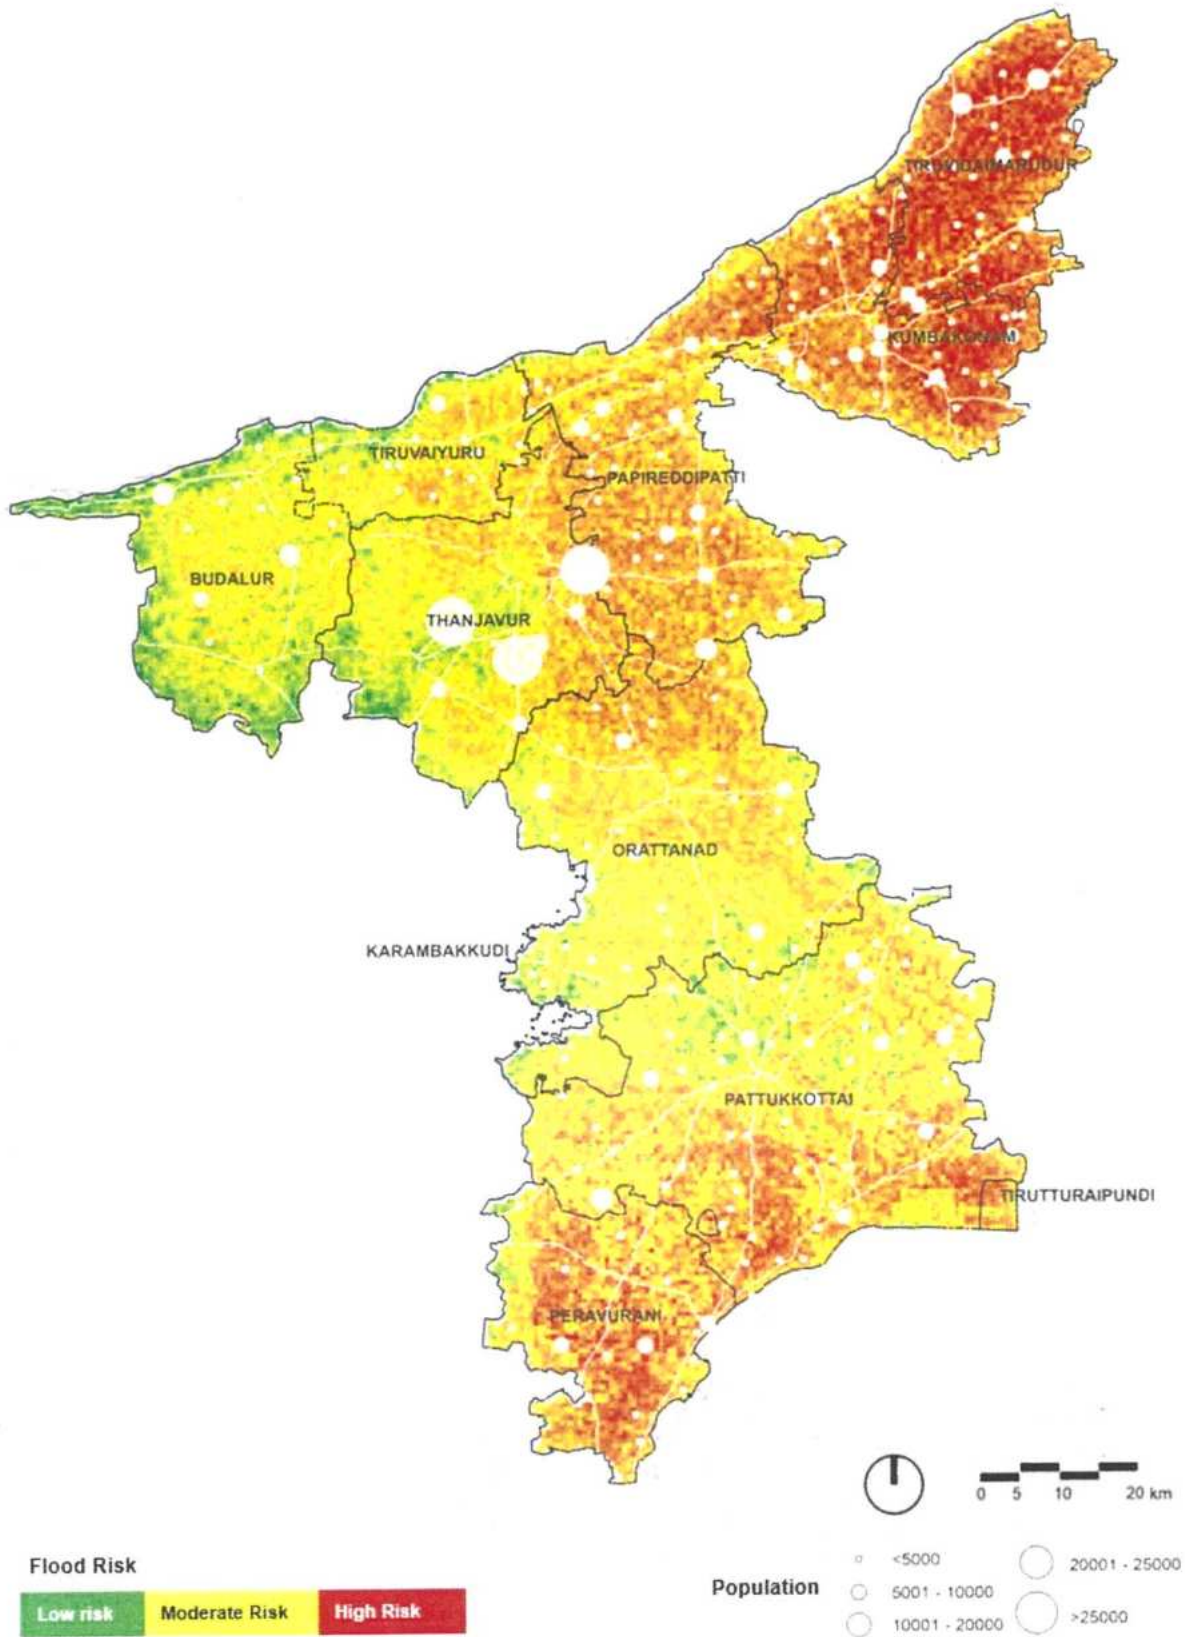 TIRUVIDAIMARUDUR
KUMBAKONAM
TIRUVAIYURU
PAPIREDDIPATTI
BUDALUR
THANJAVUR
ORATTANAD
KARAMBAKKUDI
PATTUKKOTTAI
TIRUTTURAIPUNDI
PERAVURANI
0 5 10 20 km
Flood Risk
Low risk Moderate Risk High Risk
Population
<5000
5001 - 10000
10001 - 20000
20001 - 25000
>25000